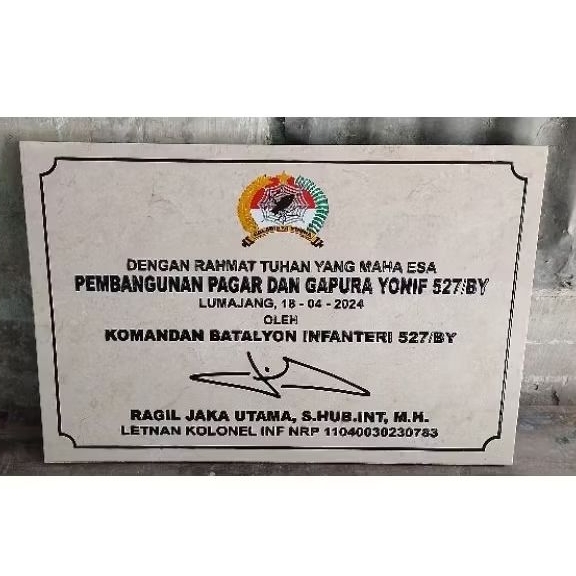 DENGAN RAHMAT TUHAN YANG MAHA ESA
PEMBANGUNAN PAGAR DAN GAPURA YONIF 527/BY
LUMAJANG, 18 - 04 - 2024
OLEH
KOMANDAN BATALYON INFANTERI 527/BY
RAGIL JAKA UTAMA, S.HUB.INT, M.H.
LETNAN KOLONEL INF NRP 11040030230783